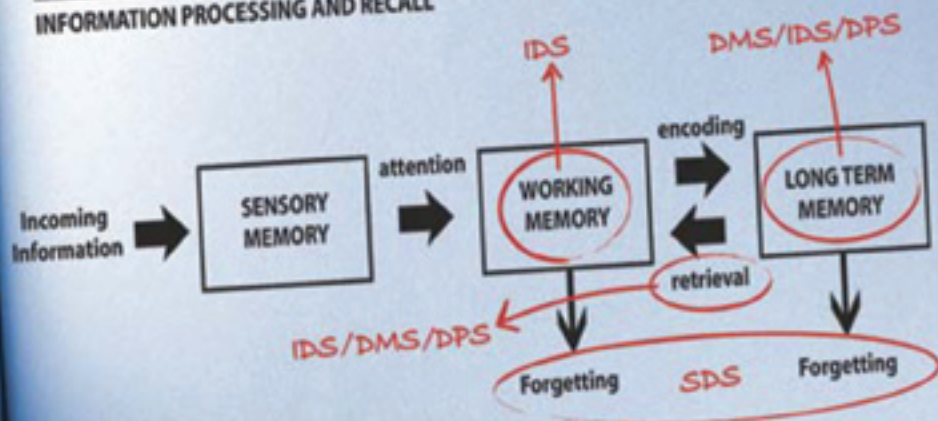 INFORMATION PROCESSING AND RECALL
IDS
DMS/IDS/DPS
Incoming
Information
SENSORY
MEMORY
attention
WORKING
MEMORY
encoding
LONG TERM
MEMORY
retrieval
IDS/DMS/DPS
Forgetting
SDS
Forgetting